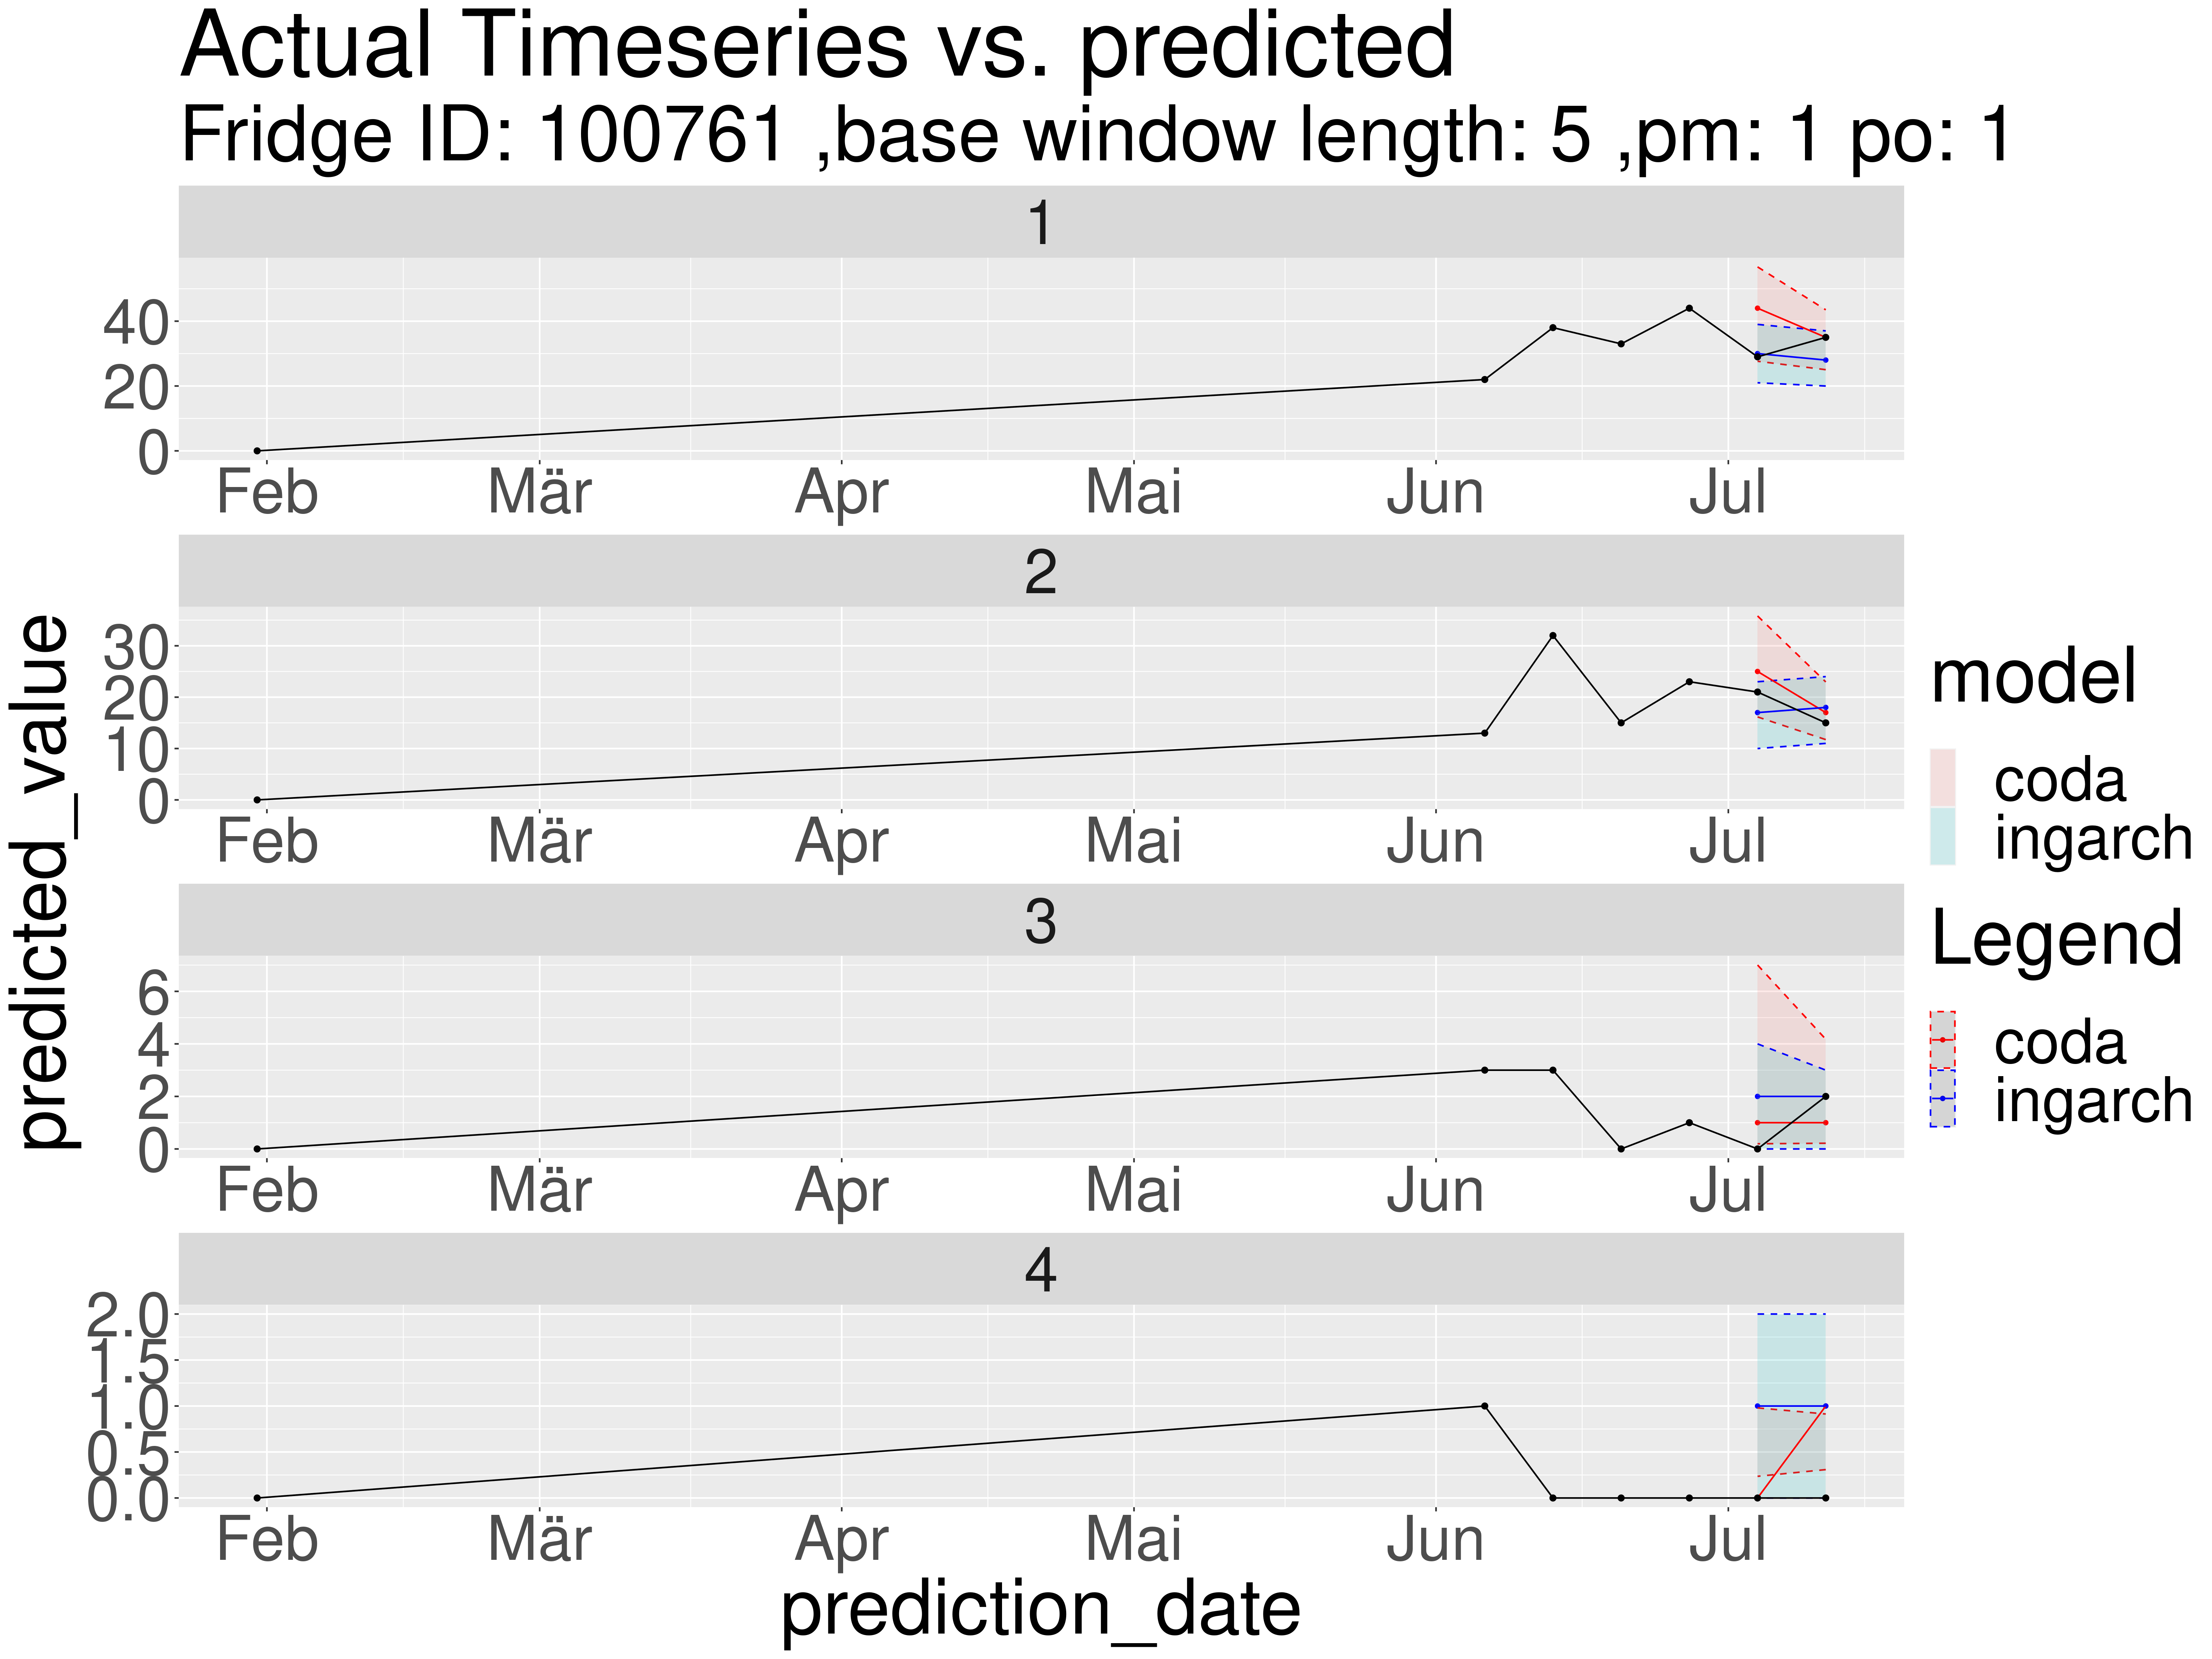 Actual Timeseries vs. predicted
Fridge ID: 100761 ,base window length: 5 ,pm: 1 po: 1
1
40
20
0
Feb Mär Apr Mai Jun Jul
2
30
20
10
0
Feb Mär Apr Mai Jun Jul
3
6
4
2
0
Feb Mär Apr Mai Jun Jul
4
2.0
1.5
1.0
0.5
0.0
Feb Mär Apr Mai Jun Jul
prediction_date
predicted_value
model
coda
ingarch
Legend
coda
ingarch